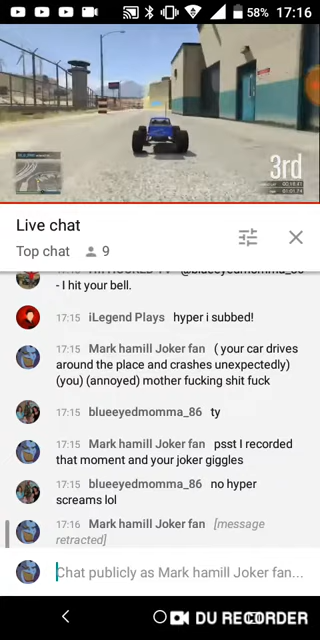 58% 17:16
3rd
Live chat
Top chat 9
- I hit your bell.
17:15 iLegend Plays hyper i subbed!
17:15 Mark hamill Joker fan ( your car drives
around the place and crashes unexpectedly)
(you) (annoyed) mother fucking shit fuck
17:15 blueeyedmomma_86 ty
17:15 Mark hamill Joker fan psst I recorded
that moment and your joker giggles
17:15 blueeyedmomma_86 no hyper
screams lol
17:16 Mark hamill Joker fan [message
retracted]
Chat publicly as Mark hamill Joker fan...
DU RECORDER